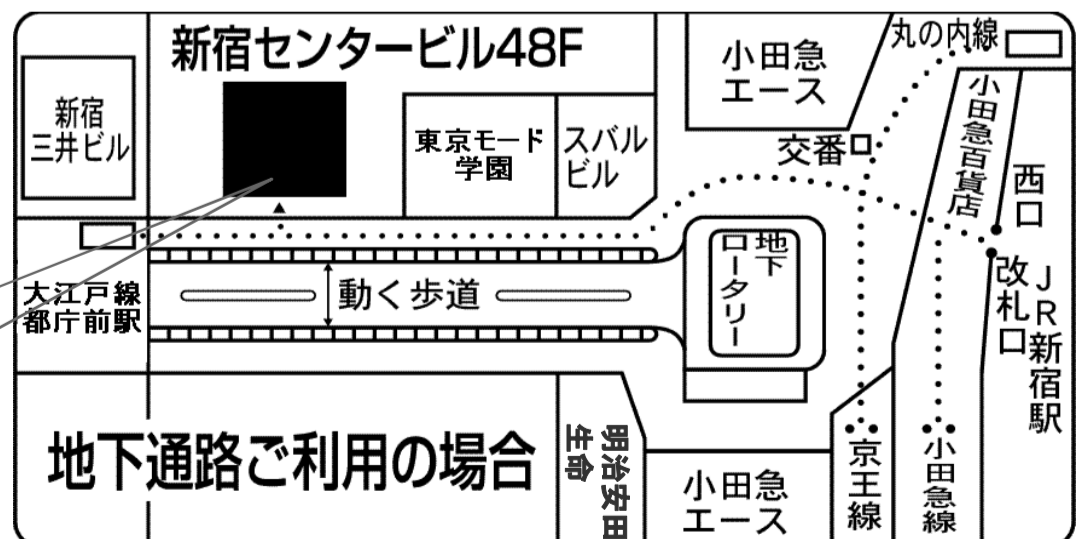 新宿センタービル48F
新宿
三井ビル
東京モード
学園
スバル
ビル
小田急
エース
丸の内線
交番
小田急百貨店
西口
改札口
JR新宿駅
地下
ロータリー
動く歩道
大江戸線
都庁前駅
地下通路ご利用の場合
明治安田
生命
小田急
エース
京王線
小田急線